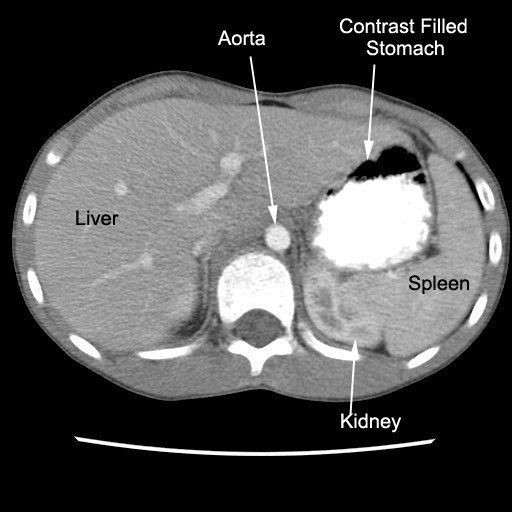 Aorta
Contrast Filled
Stomach
Liver
Spleen
Kidney